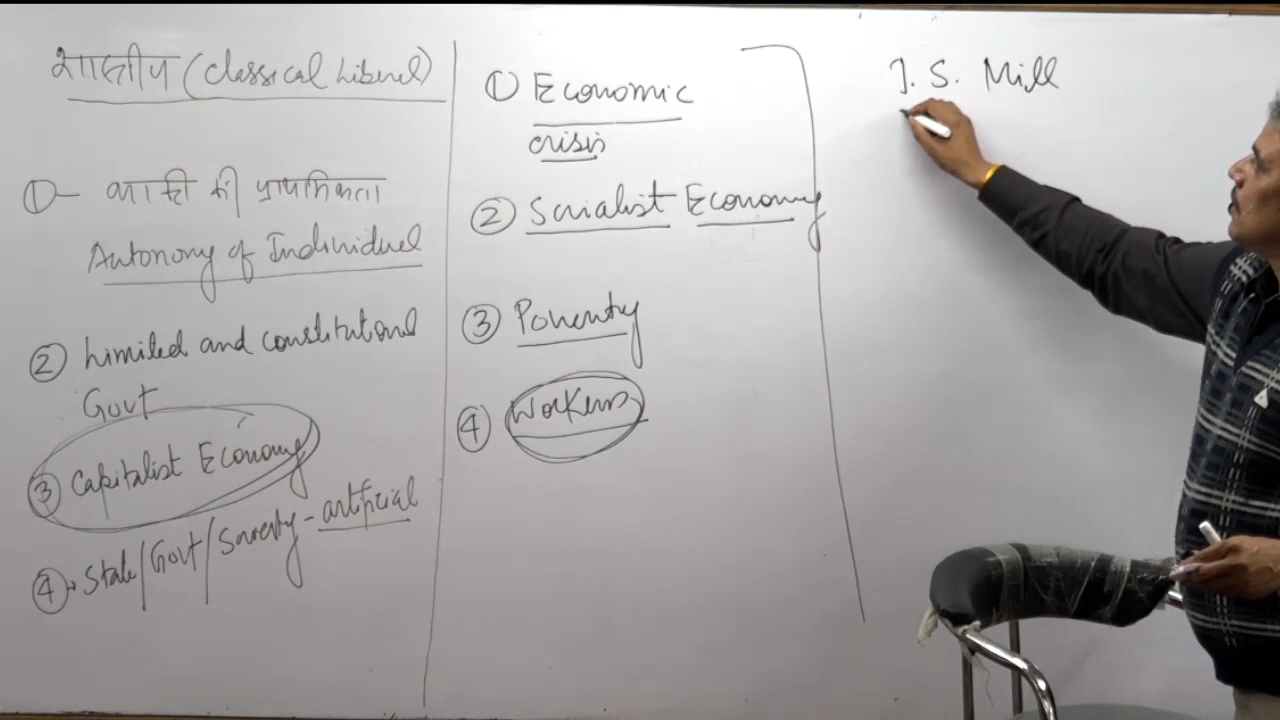 शास्त्रीय (Classical Liberal)
① व्यक्ति की प्राथमिकता
Autonomy of Individual
② Limited and constitutional
Govt
③ Capitalist Economy
④ State/Govt/Society - artificial
① Economic
crisis
② Socialist Economy
③ Poverty
④ Workers
J. S. Mill